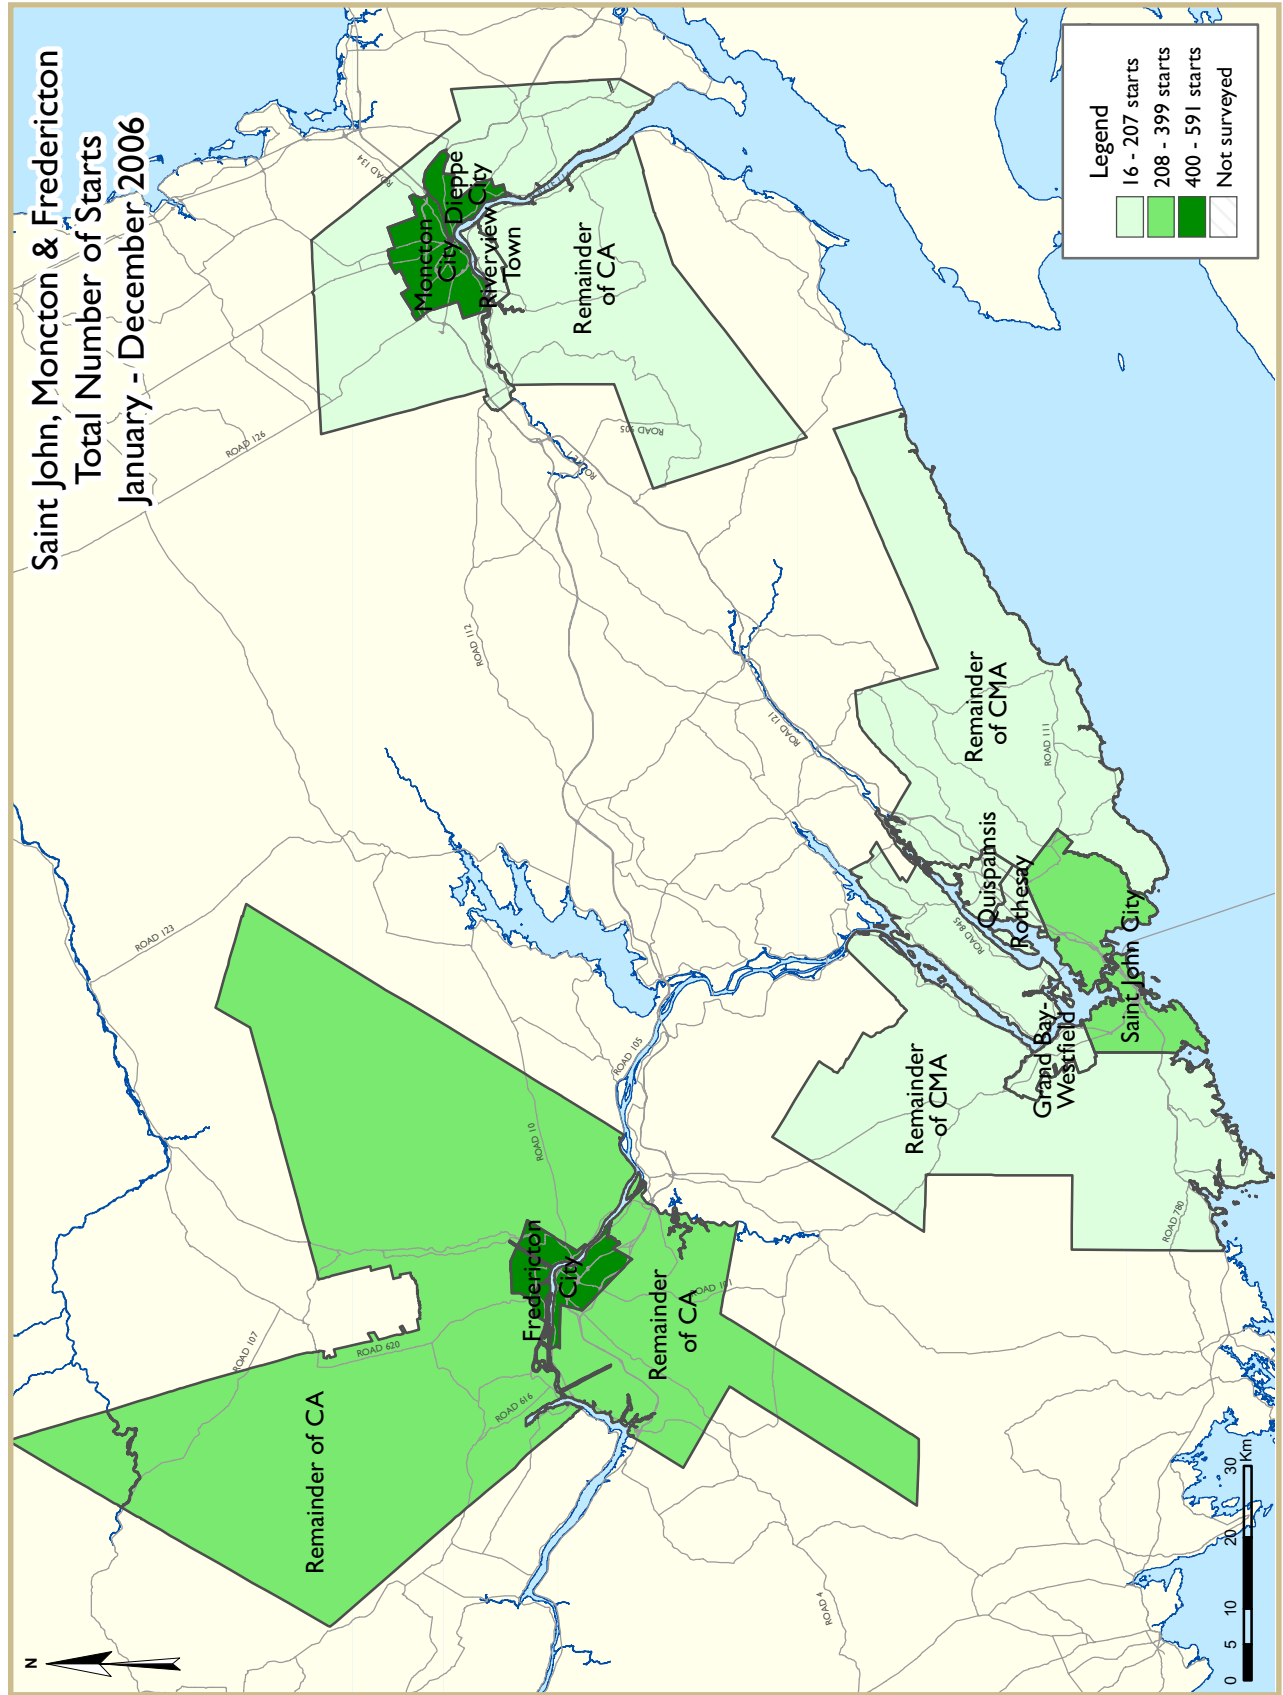 Saint John, Moncton & Fredericton
Total Number of Starts
January - December 2006
N
Legend
16 - 207 starts
208 - 399 starts
400 - 591 starts
Not surveyed
Remainder of CA
Fredericton
City
Remainder
of CA
Moncton
City
Dieppe
City
Riverview
Town
Remainder
of CA
Remainder
of CMA
Grand Bay-
Westfield
Saint John City
Rothesay
Quispamsis
Remainder
of CMA
ROAD 134
ROAD 126
ROAD 905
ROAD 112
ROAD 121
ROAD 111
ROAD 845
ROAD 123
ROAD 105
ROAD 10
ROAD 107
ROAD 620
ROAD 616
ROAD 101
ROAD 780
ROAD 4
0 5 10 20 30
Km